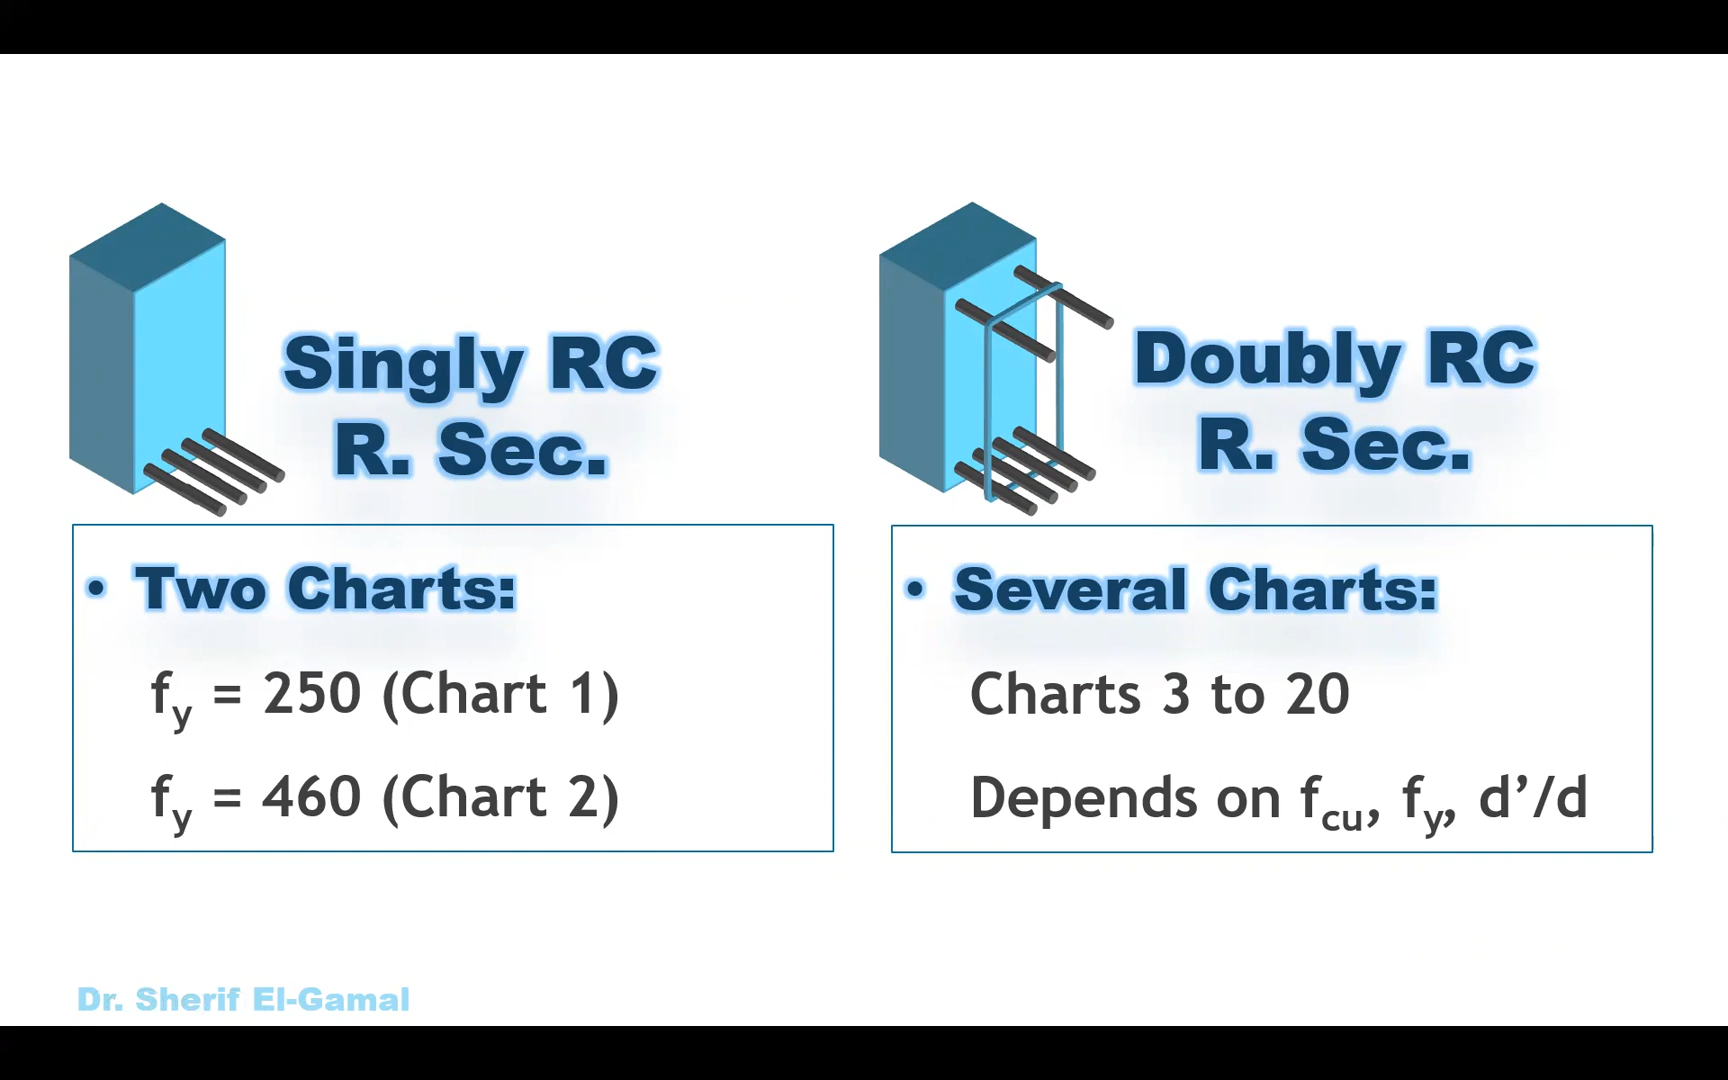 Singly RC
R. Sec.
• Two Charts:
fy = 250 (Chart 1)
fy = 460 (Chart 2)
Doubly RC
R. Sec.
• Several Charts:
Charts 3 to 20
Depends on fcu, fy, d’/d
Dr. Sherif El-Gamal